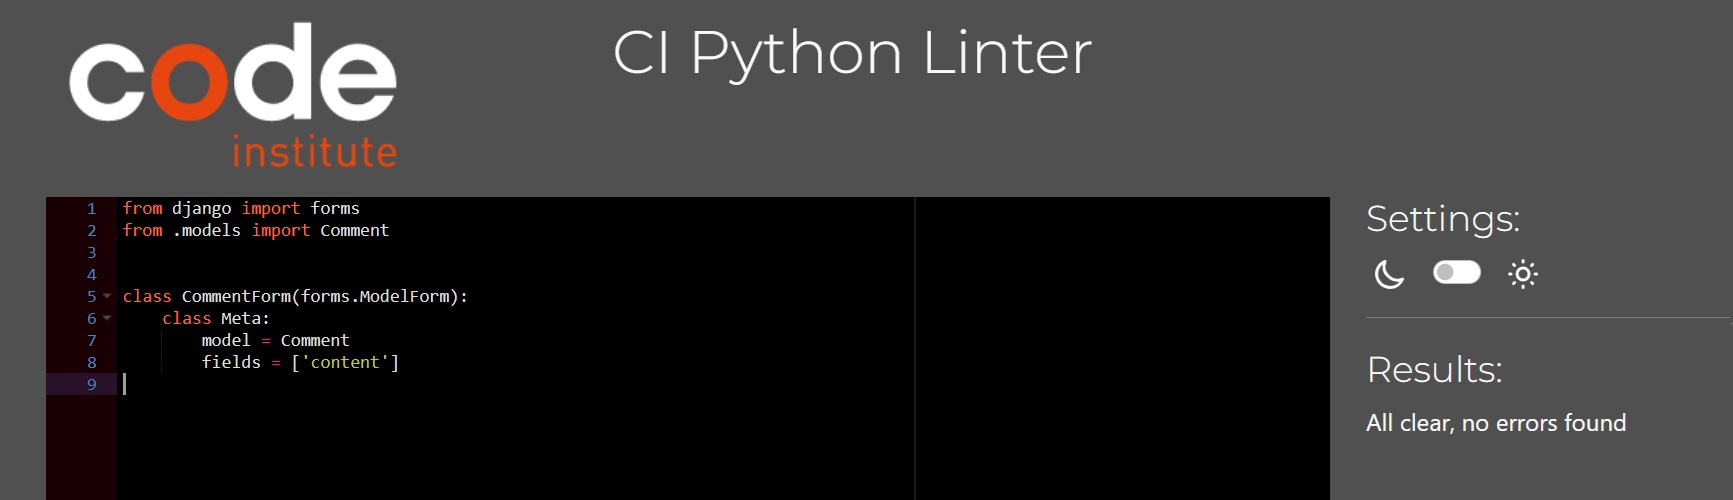 code
institute
CI Python Linter
1 from django import forms
2 from .models import Comment
3
4
5 class CommentForm(forms.ModelForm):
6     class Meta:
7         model = Comment
8         fields = ['content']
9
Settings:
Results:
All clear, no errors found